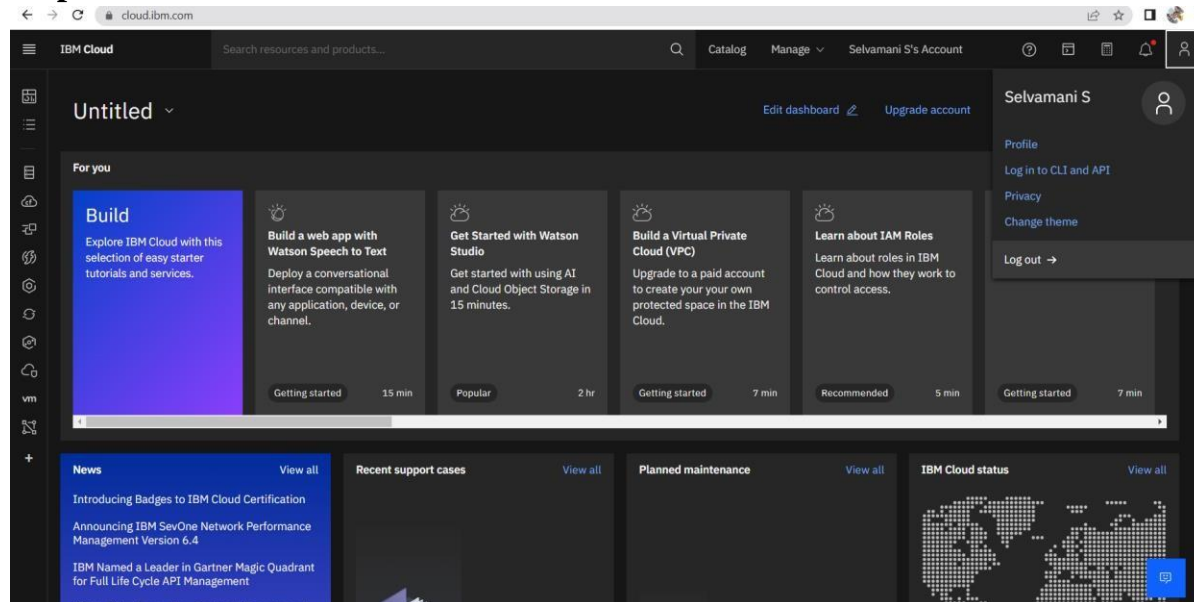 cloud.ibm.com
IBM Cloud
Search resources and products...
Catalog
Manage
Selvamani S's Account
Untitled
Edit dashboard
Upgrade account
Selvamani S
Profile
Log in to CLI and API
Privacy
Change theme
Log out →
For you
Build
Explore IBM Cloud with this
selection of easy starter
tutorials and services.
Build a web app with
Watson Speech to Text
Deploy a conversational
interface compatible with
any application, device, or
channel.
Getting started
15 min
Get Started with Watson
Studio
Get started with using AI
and Cloud Object Storage in
15 minutes.
Popular
2 hr
Build a Virtual Private
Cloud (VPC)
Upgrade to a paid account
to create your your own
protected space in the IBM
Cloud.
Getting started
7 min
Learn about IAM Roles
Learn about roles in IBM
Cloud and how they work to
control access.
Recommended
5 min
Getting started
7 min
vm
News
View all
Introducing Badges to IBM Cloud Certification
Announcing IBM SevOne Network Performance
Management Version 6.4
IBM Named a Leader in Gartner Magic Quadrant
for Full Life Cycle API Management
Recent support cases
View all
Planned maintenance
View all
IBM Cloud status
View all